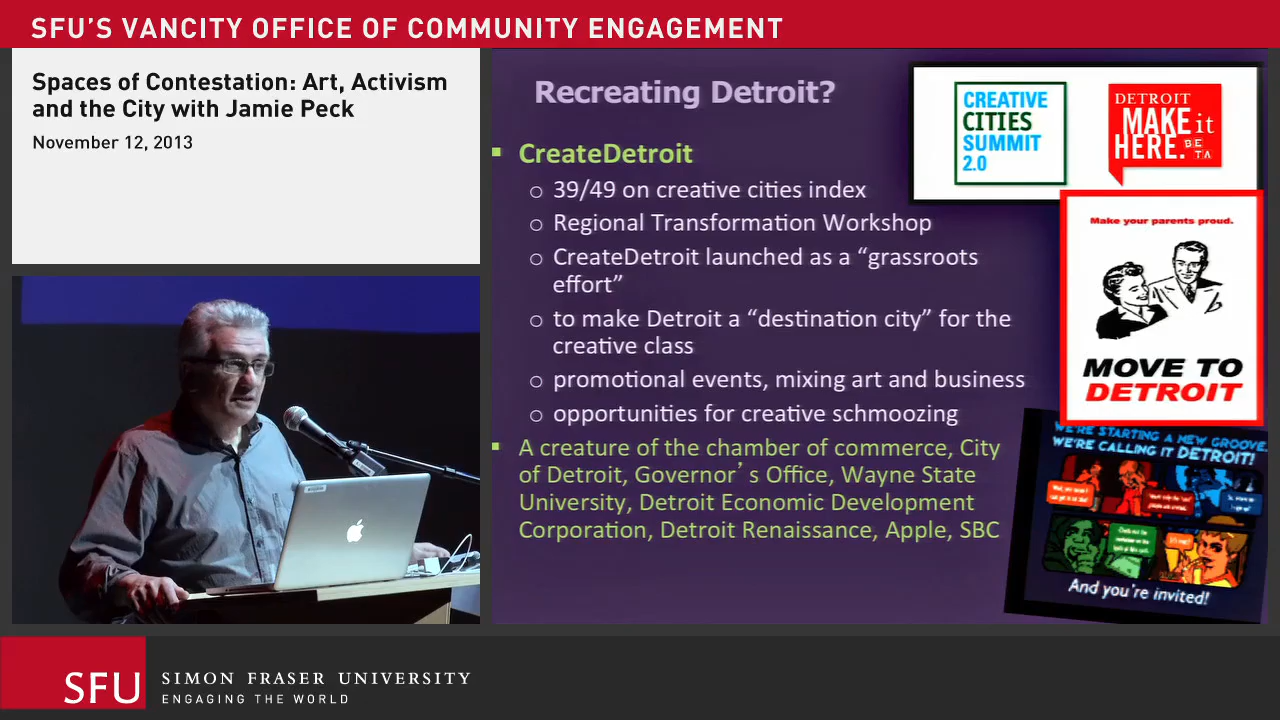 SFU'S VANCITY OFFICE OF COMMUNITY ENGAGEMENT
Spaces of Contestation: Art, Activism
and the City with Jamie Peck
November 12, 2013
Recreating Detroit?
CreateDetroit
39/49 on creative cities index
Regional Transformation Workshop
CreateDetroit launched as a “grassroots
effort”
to make Detroit a “destination city” for the
creative class
promotional events, mixing art and business
opportunities for creative schmoozing
A creature of the chamber of commerce, City
of Detroit, Governor's Office, Wayne State
University, Detroit Economic Development
Corporation, Detroit Renaissance, Apple, SBC
CREATIVE
CITIES
SUMMIT
2.0
DETROIT
MAKE it
HERE. BE
TA
Make your parents proud.
MOVE TO
DETROIT
WE'RE STARTING A NEW GROOVE.
WE'RE CALLING IT DETROIT!
And you're invited!
SFU
SIMON FRASER UNIVERSITY
ENGAGING THE WORLD